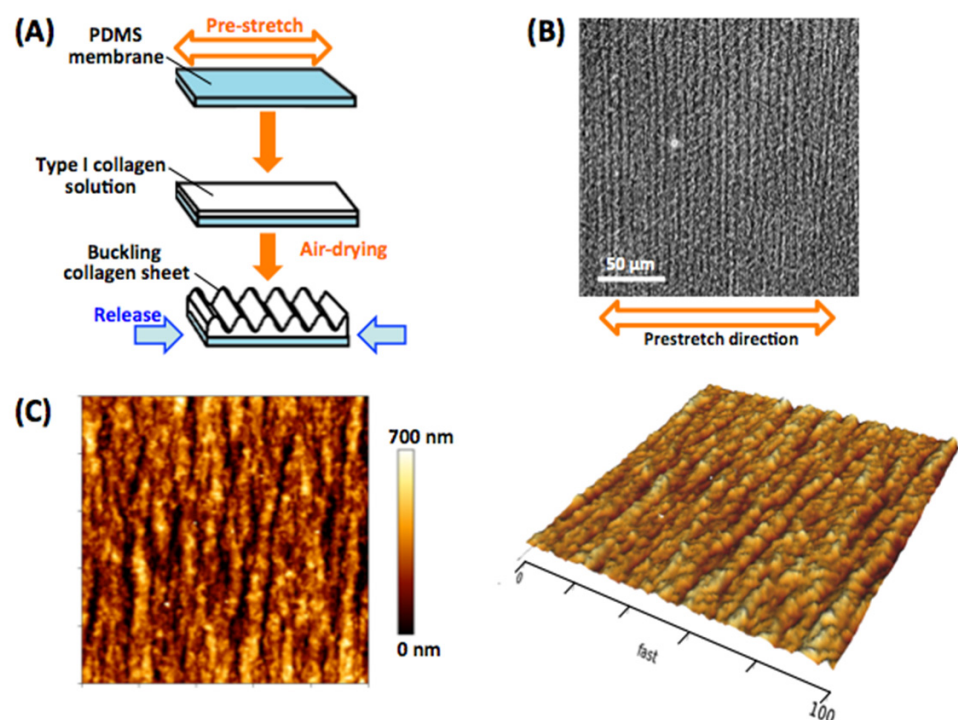 (A)
Pre-stretch
PDMS
membrane
Type I collagen
solution
Air-drying
Buckling
collagen sheet
Release
(B)
50 μm
Prestretch direction
(C)
700 nm
0 nm
0
fast
100